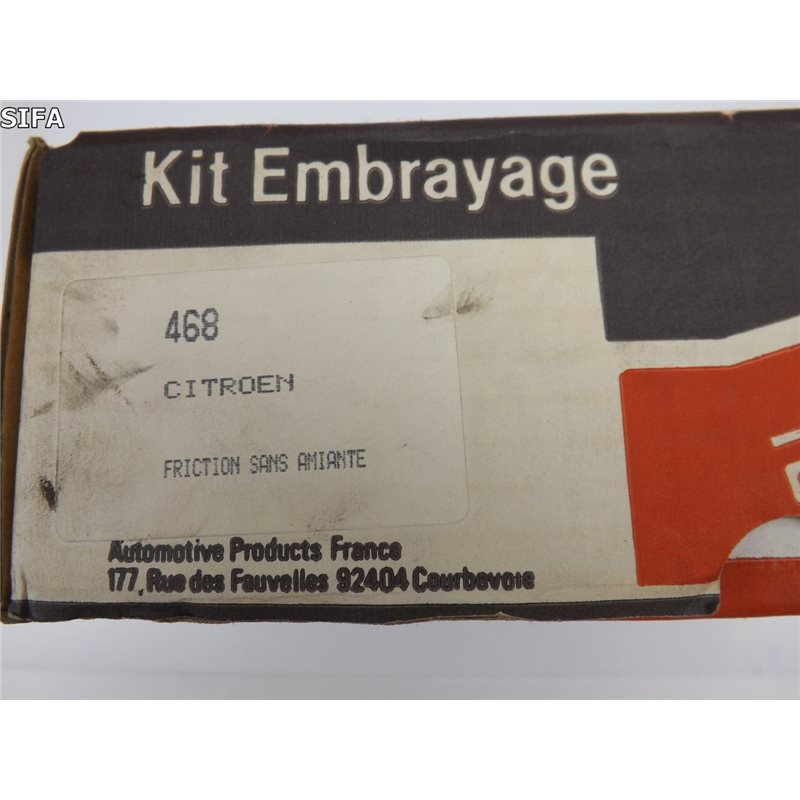 SIFA
Kit Embrayage
468
CITROEN
FRICTION SANS AMIANTE
Automotive Products France
177, Rue des Fauvelles 92404 Courbevoie